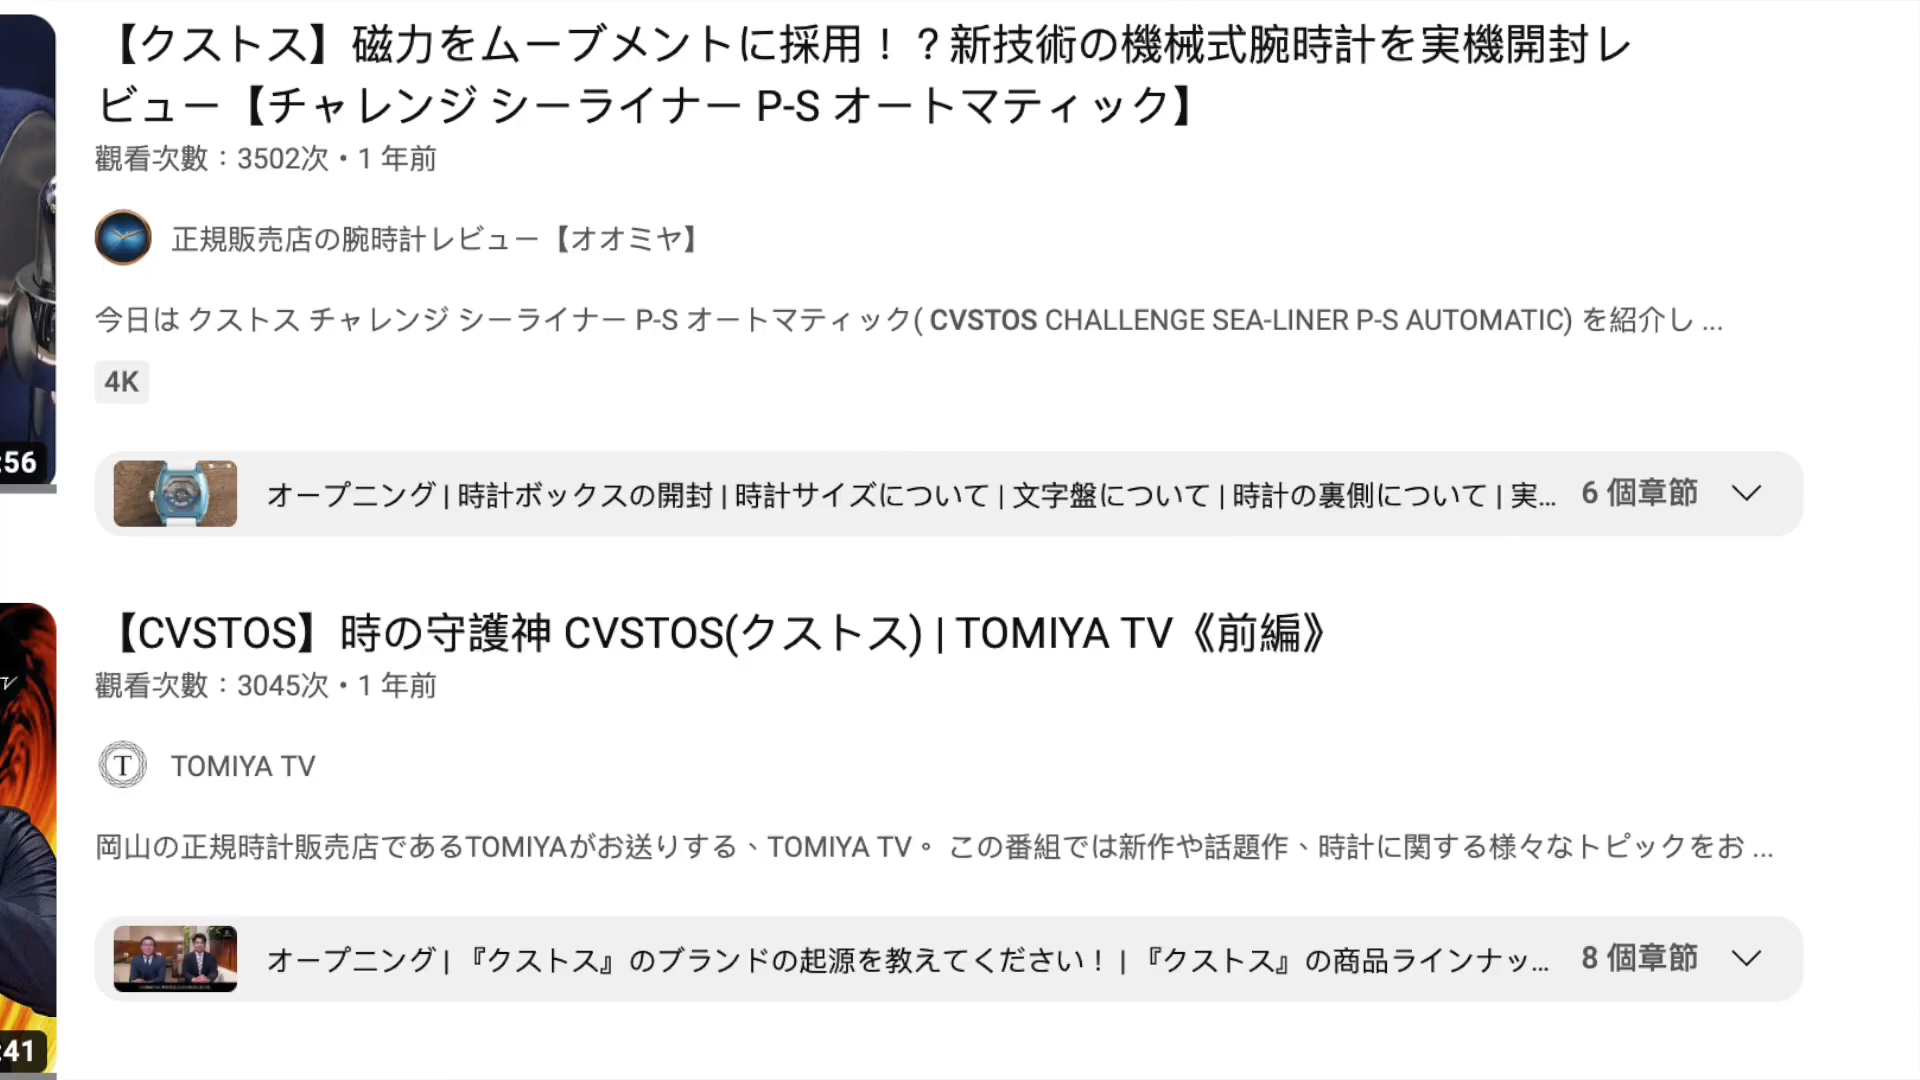 【クストス】磁力をムーブメントに採用！？新技術の機械式腕時計を実機開封レ
ビュー【チャレンジ シーライナー P-S オートマティック】
觀看次數：3502次・1 年前
正規販売店の腕時計レビュー【オオミヤ】
今日は クストス チャレンジ シーライナー P-S オートマティック( CVSTOS CHALLENGE SEA-LINER P-S AUTOMATIC) を紹介し ...
4K
:56
オープニング | 時計ボックスの開封 | 時計サイズについて | 文字盤について | 時計の裏側について | 実... 6 個章節
【CVSTOS】時の守護神 CVSTOS(クストス) | TOMIYA TV《前編》
觀看次數：3045次・1 年前
T TOMIYA TV
岡山の正規時計販売店であるTOMIYAがお送りする、TOMIYA TV。 この番組では新作や話題作、時計に関する様々なトピックをお ...
オープニング | 『クストス』のブランドの起源を教えてください！ | 『クストス』の商品ラインナッ... 8 個章節
:41